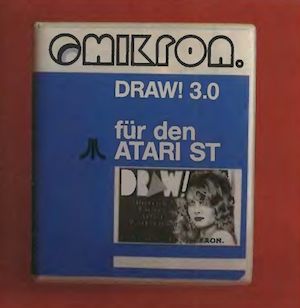 OMIKRON.
DRAW! 3.0
für den
ATARI ST
DRAW!